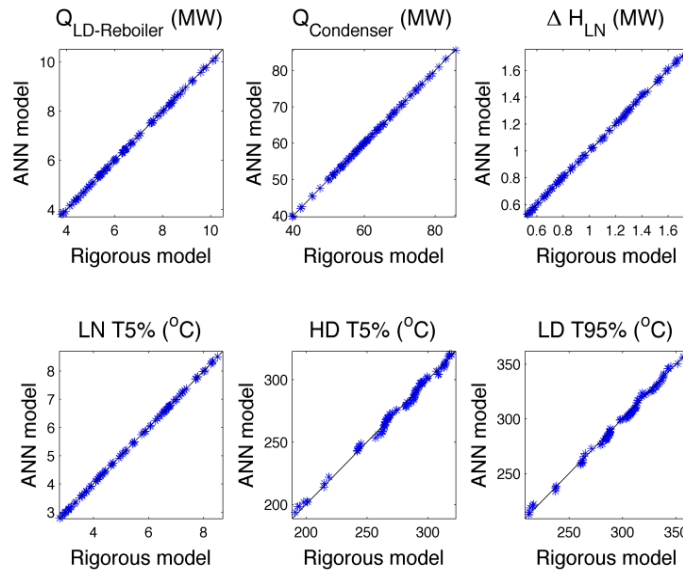 Q_LD-Reboiler (MW)
Q_Condenser (MW)
Δ H_LN (MW)
10
8
6
4
ANN model
4 6 8 10
Rigorous model
80
70
60
50
40
ANN model
40 60 80
Rigorous model
1.6
1.4
1.2
1
0.8
0.6
ANN model
0.6 0.8 1 1.2 1.4 1.6
Rigorous model
LN T5% (°C)
HD T5% (°C)
LD T95% (°C)
8
7
6
5
4
3
ANN model
4 6 8
Rigorous model
300
250
200
ANN model
200 250 300
Rigorous model
350
300
250
ANN model
250 300 350
Rigorous model